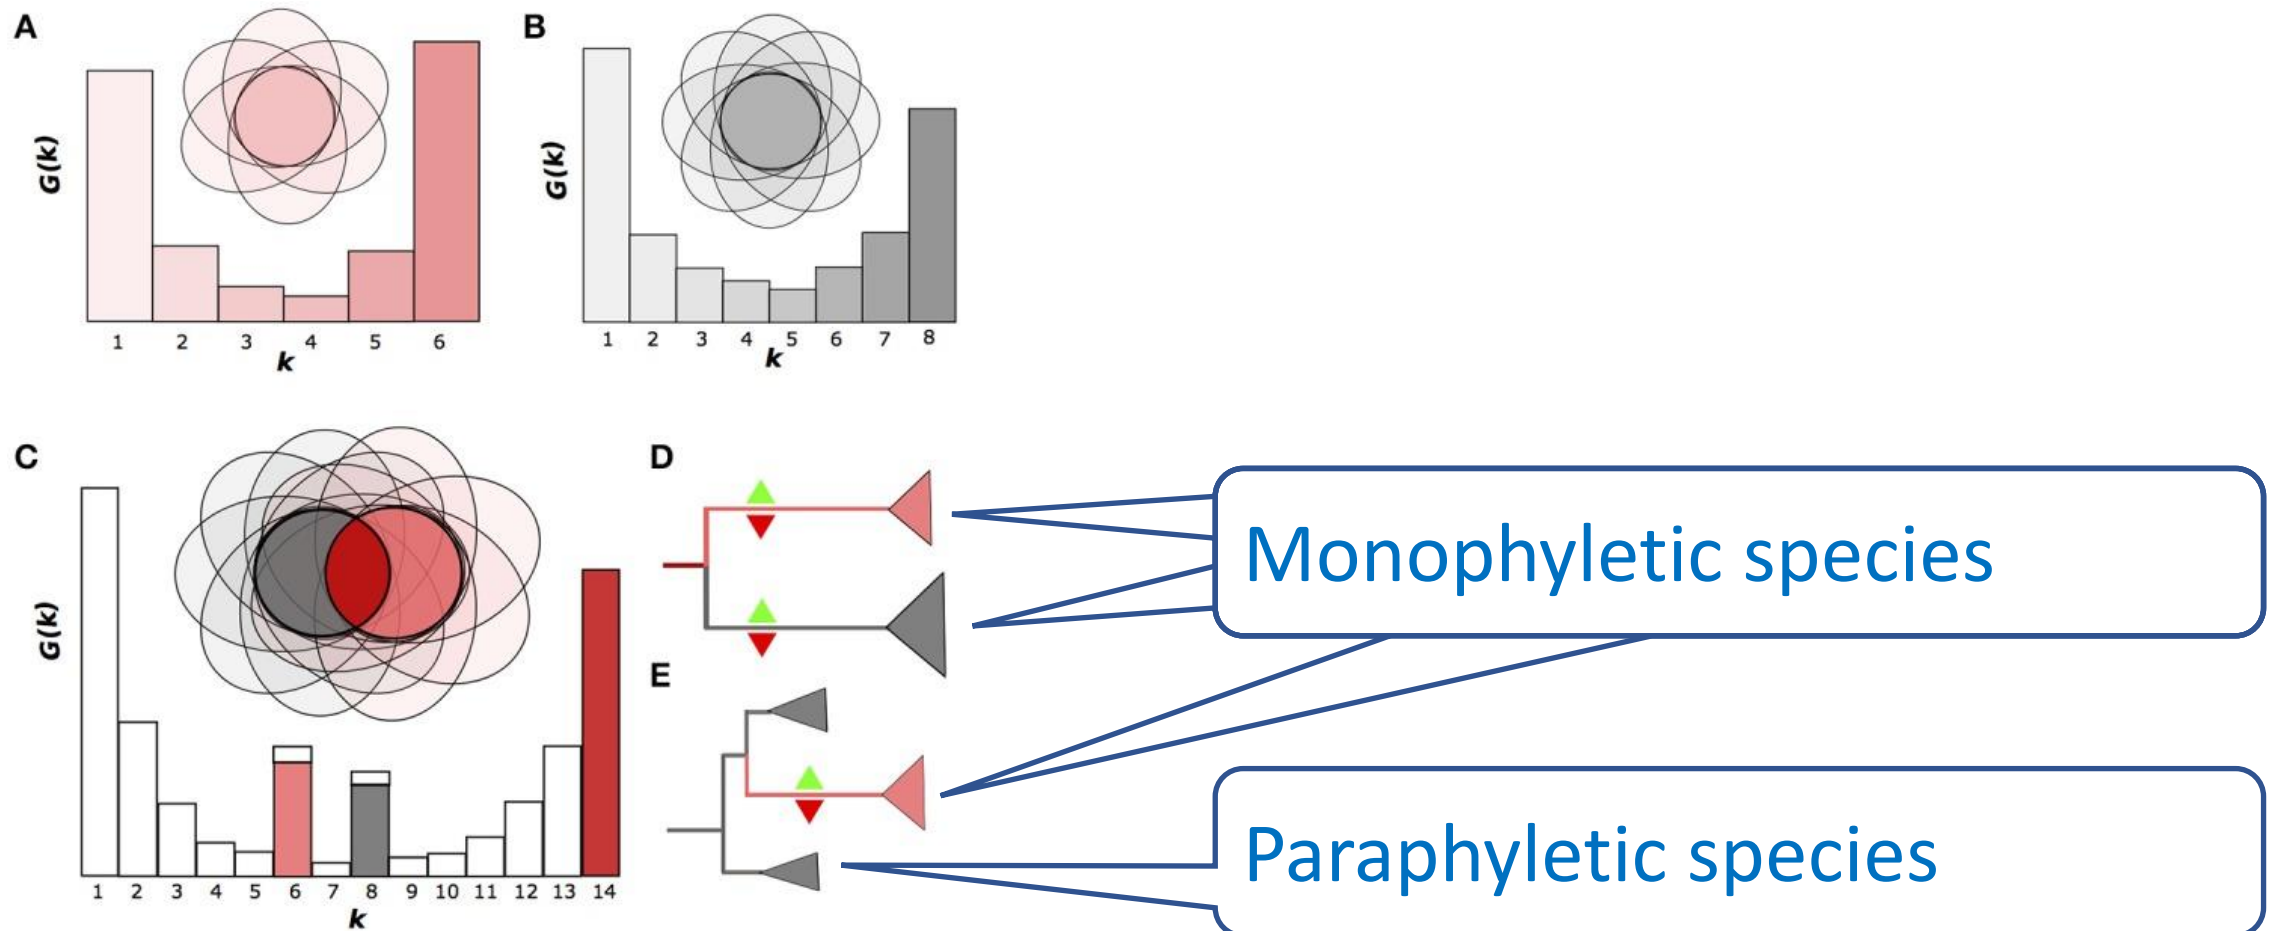 A
G(k)
1 2 3 4 5 6
k
B
G(k)
1 2 3 4 5 6 7 8
k
C
G(k)
1 2 3 4 5 6 7 8 9 10 11 12 13 14
k
D
E
Monophyletic species
Paraphyletic species